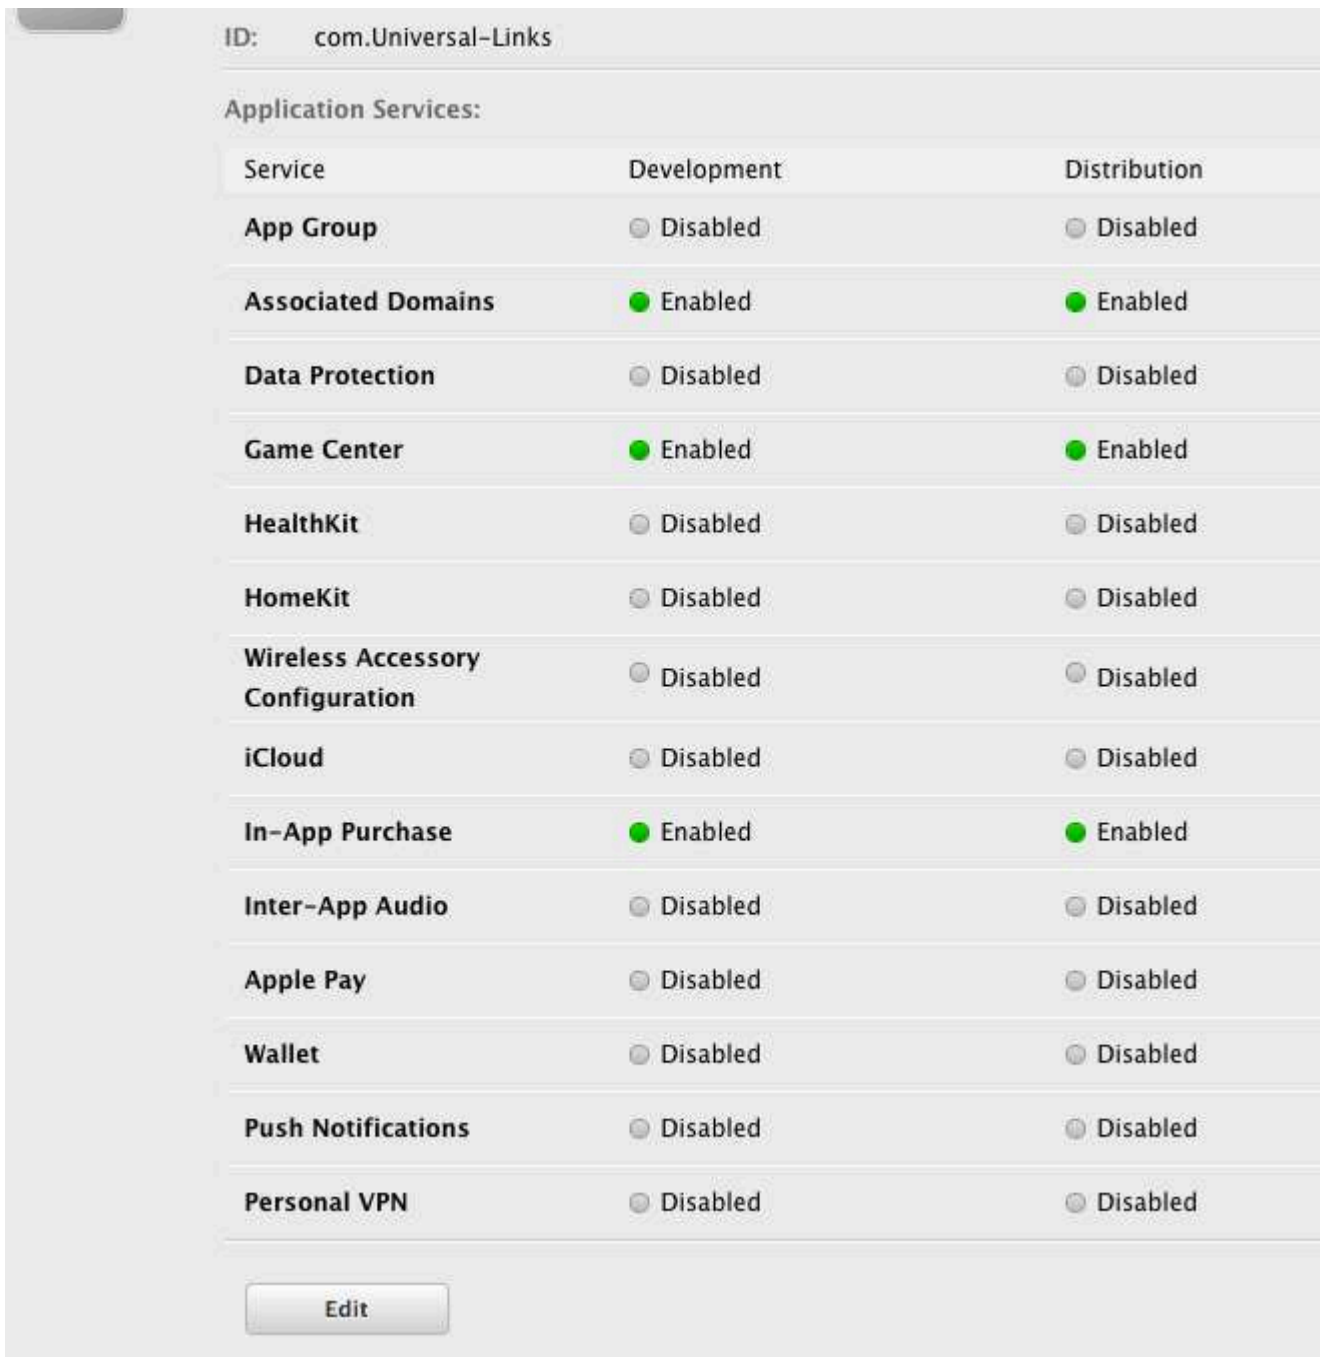 ID: com.Universal-Links
Application Services:
Service Development Distribution
App Group Disabled Disabled
Associated Domains Enabled Enabled
Data Protection Disabled Disabled
Game Center Enabled Enabled
HealthKit Disabled Disabled
HomeKit Disabled Disabled
Wireless Accessory
Configuration Disabled Disabled
iCloud Disabled Disabled
In-App Purchase Enabled Enabled
Inter-App Audio Disabled Disabled
Apple Pay Disabled Disabled
Wallet Disabled Disabled
Push Notifications Disabled Disabled
Personal VPN Disabled Disabled
Edit